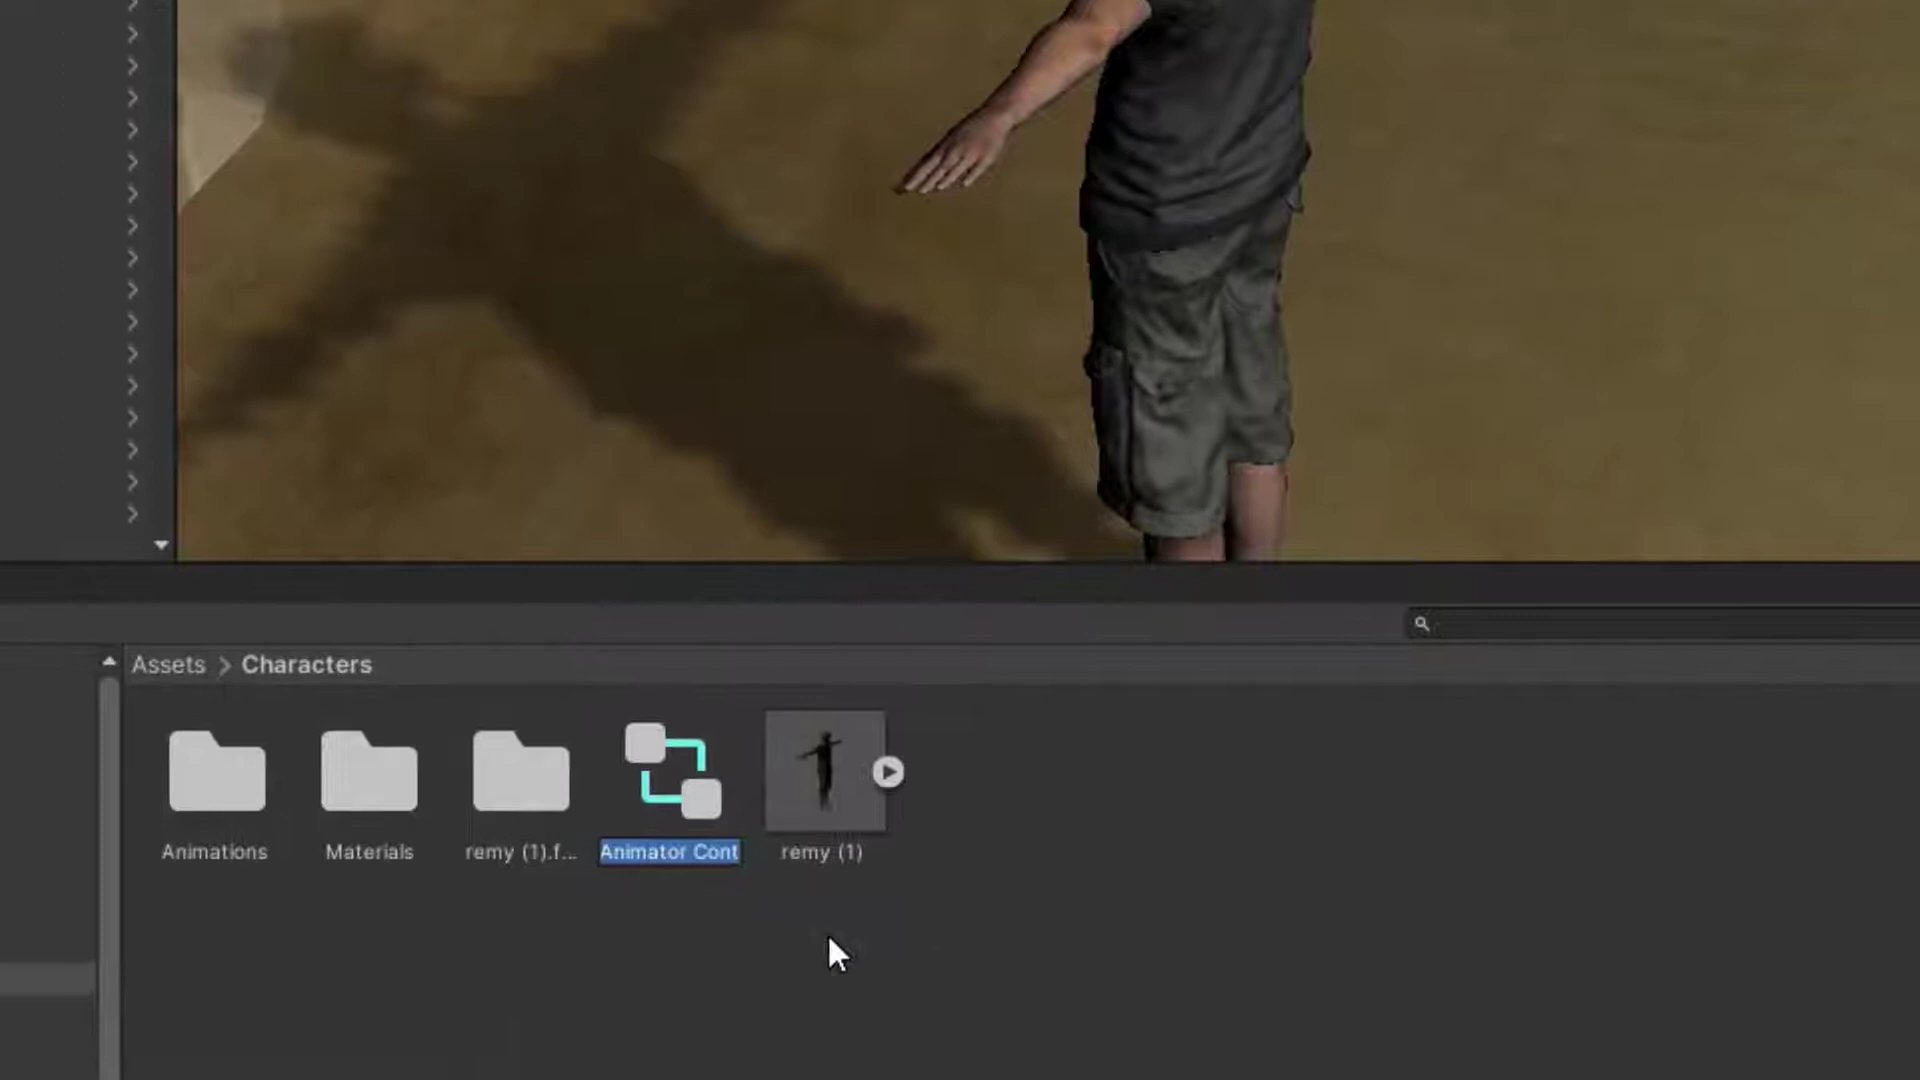 Assets > Characters
Animations
Materials
remy (1).f...
Animator Cont
remy (1)